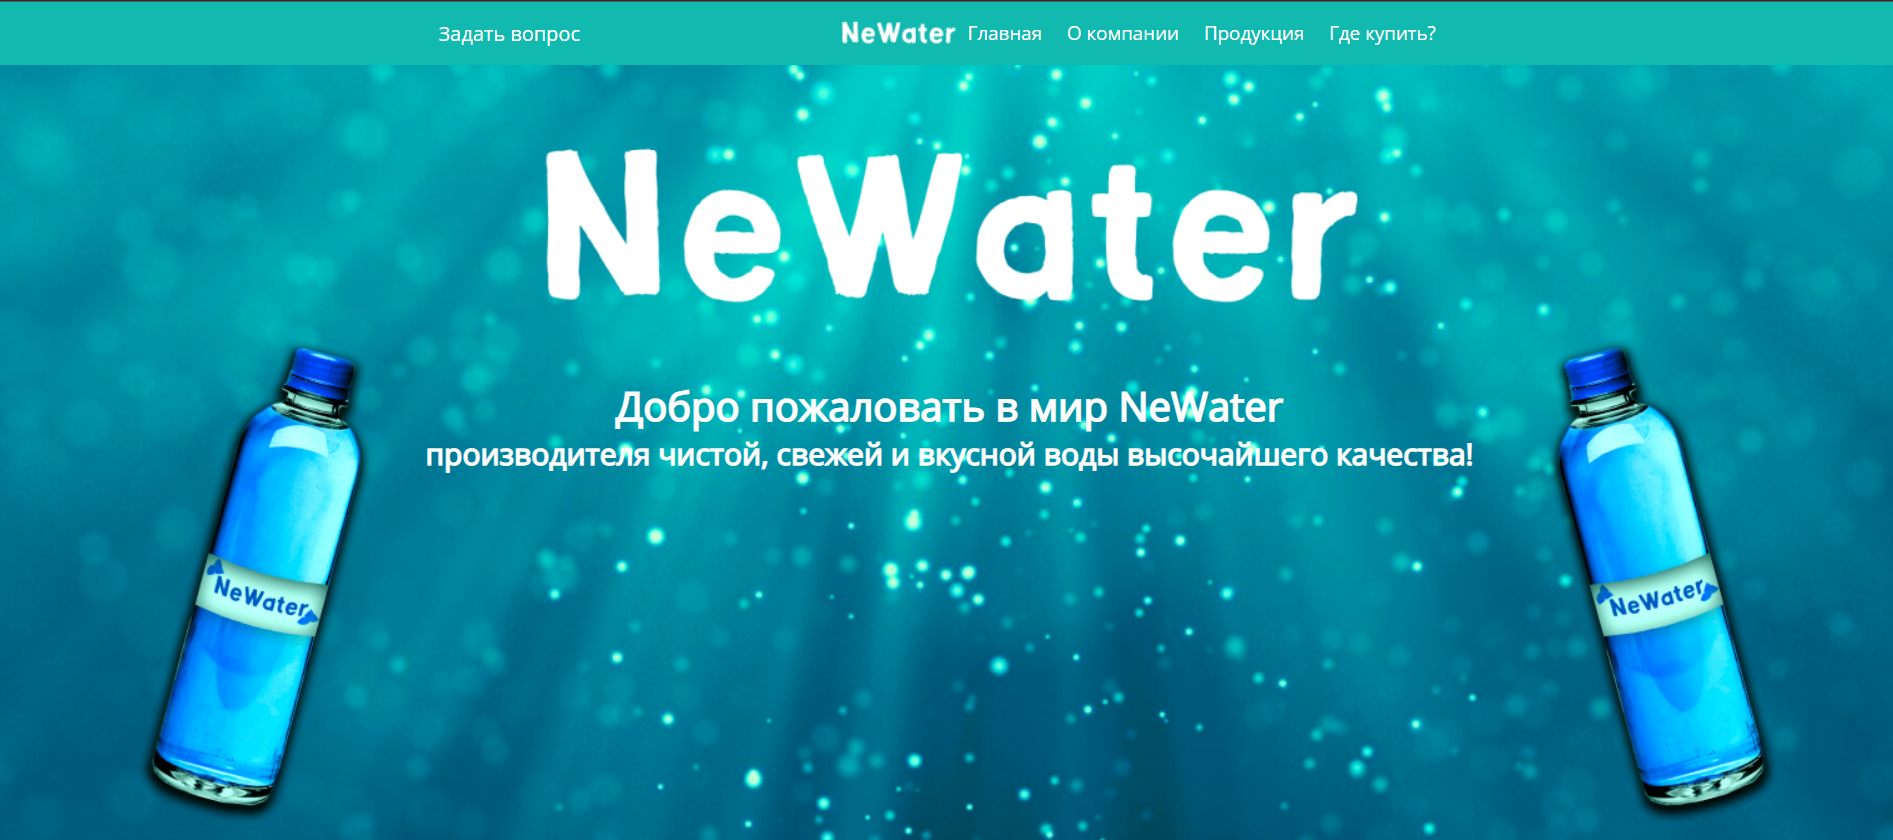 Задать вопрос NeWater Главная О компании Продукция Где купить?
NeWater
Добро пожаловать в мир NeWater
производителя чистой, свежей и вкусной воды высочайшего качества!
NeWater
NeWater